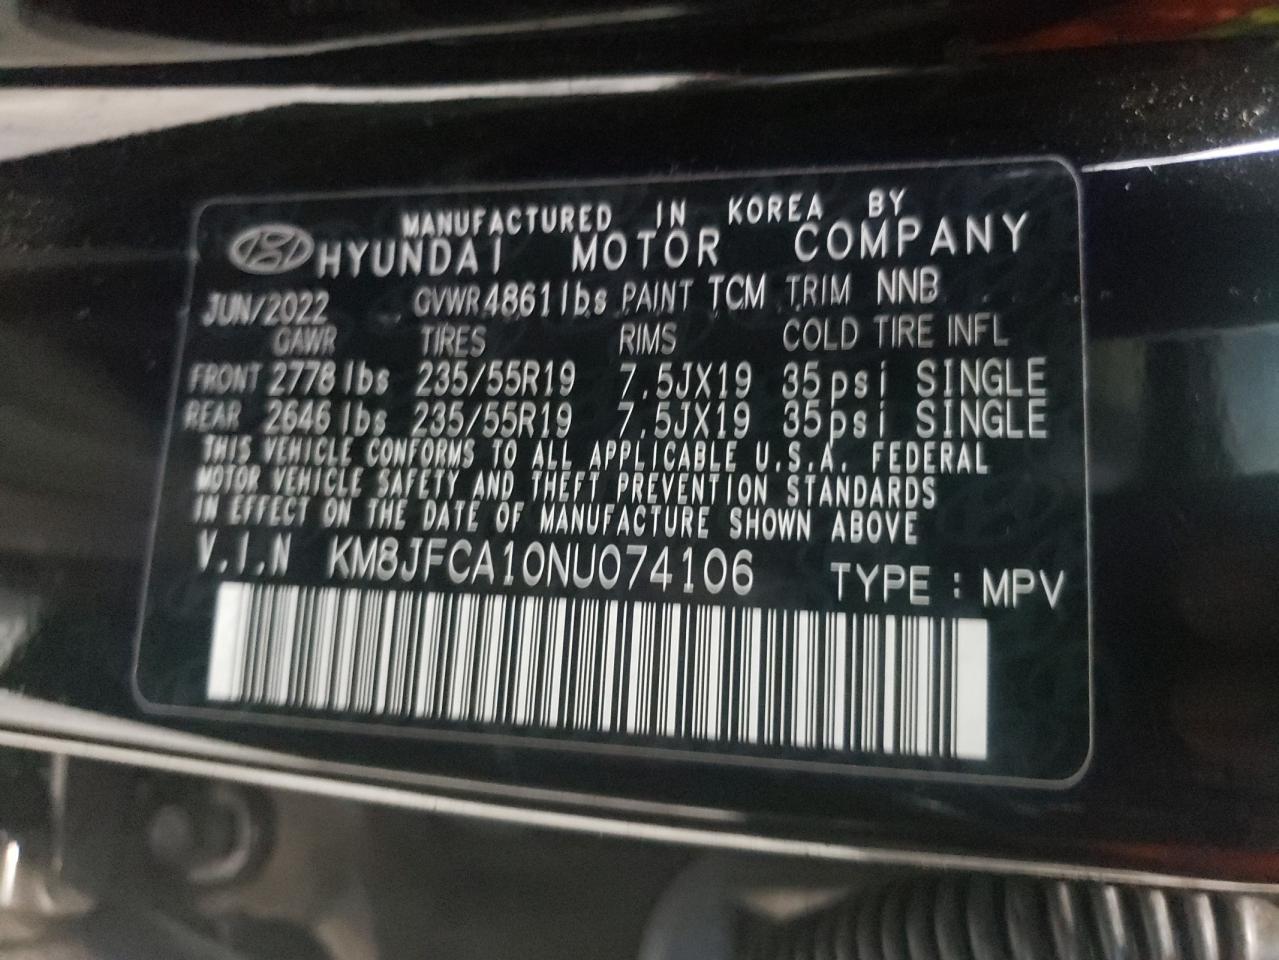 MANUFACTURED IN KOREA BY
HYUNDAI MOTOR COMPANY
JUN/2022 GVWR 4861 lbs PAINT TCM TRIM NNB
GAWR TIRES RIMS COLD TIRE INFL
FRONT 2778 lbs 235/55R19 7.5JX19 35psi SINGLE
REAR 2646 lbs 235/55R19 7.5JX19 35psi SINGLE
THIS VEHICLE CONFORMS TO ALL APPLICABLE U.S.A. FEDERAL
MOTOR VEHICLE SAFETY AND THEFT PREVENTION STANDARDS
IN EFFECT ON THE DATE OF MANUFACTURE SHOWN ABOVE
V.I.N KM8JFCA10NU074106 TYPE : MPV